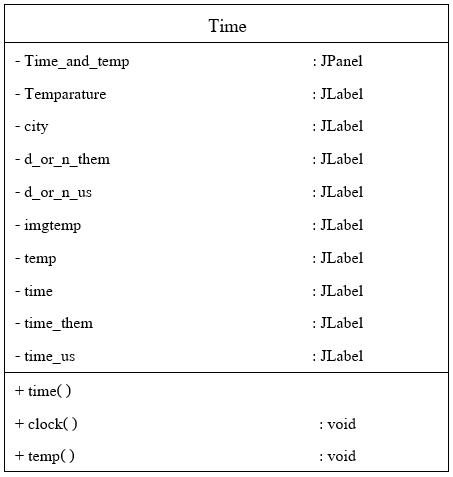 Time
- Time_and_temp : JPanel
- Temparature : JLabel
- city : JLabel
- d_or_n_them : JLabel
- d_or_n_us : JLabel
- imgtemp : JLabel
- temp : JLabel
- time : JLabel
- time_them : JLabel
- time_us : JLabel
+ time( )
+ clock( ) : void
+ temp( ) : void